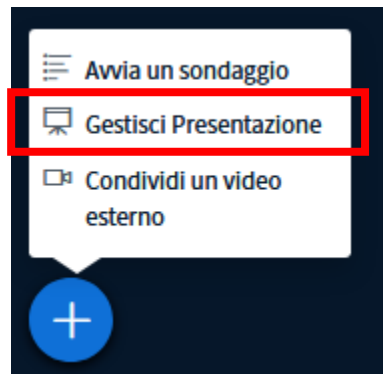 Avvia un sondaggio
Gestisci Presentazione
Condividi un video
esterno